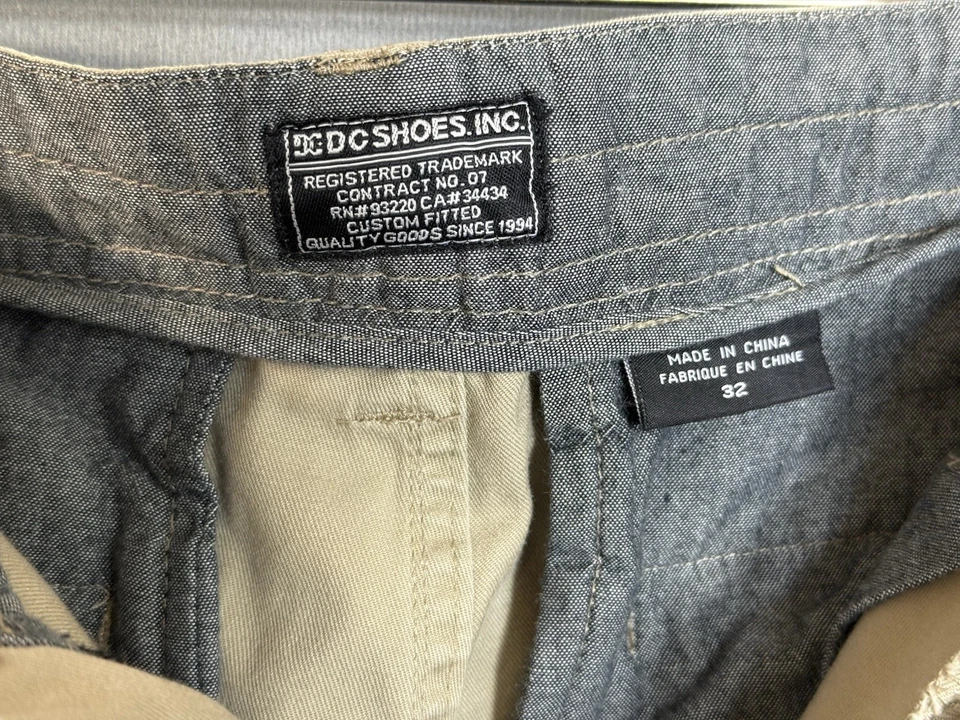 DC DC SHOES. INC.
REGISTERED TRADEMARK
CONTRACT NO. 07
RN# 93220 CA# 34434
CUSTOM FITTED
QUALITY GOODS SINCE 1994
MADE IN CHINA
FABRIQUE EN CHINE
32